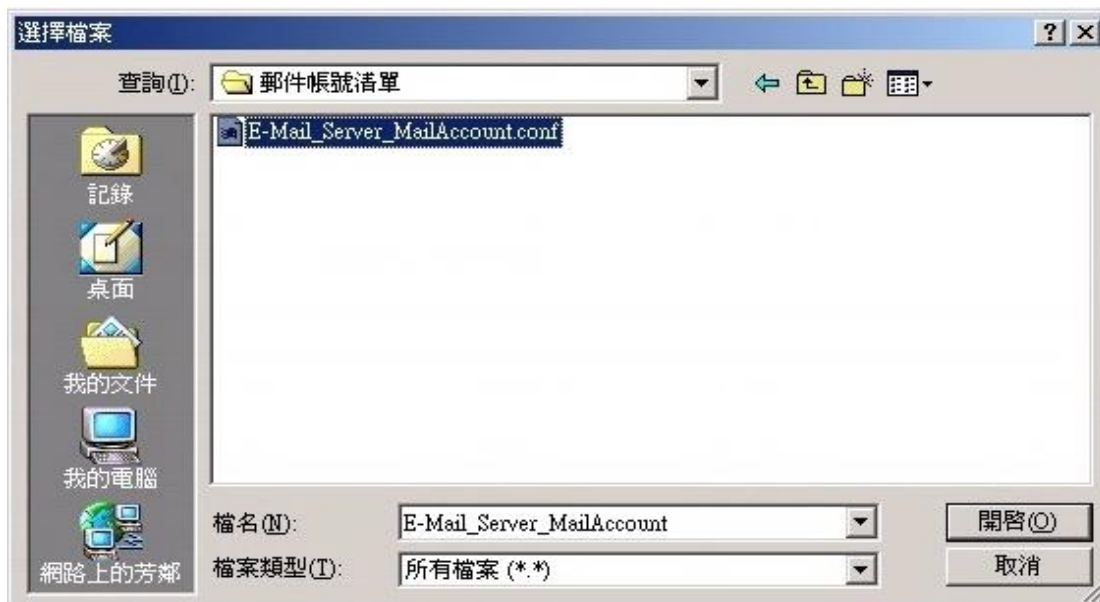 選擇檔案
查詢(I): 郵件帳號清單
E-Mail_Server_MailAccount.conf
記錄
桌面
我的文件
我的電腦
網路上的芳鄰
檔名(N): E-Mail_Server_MailAccount 開啓(O)
檔案類型(T): 所有檔案 (*.*) 取消